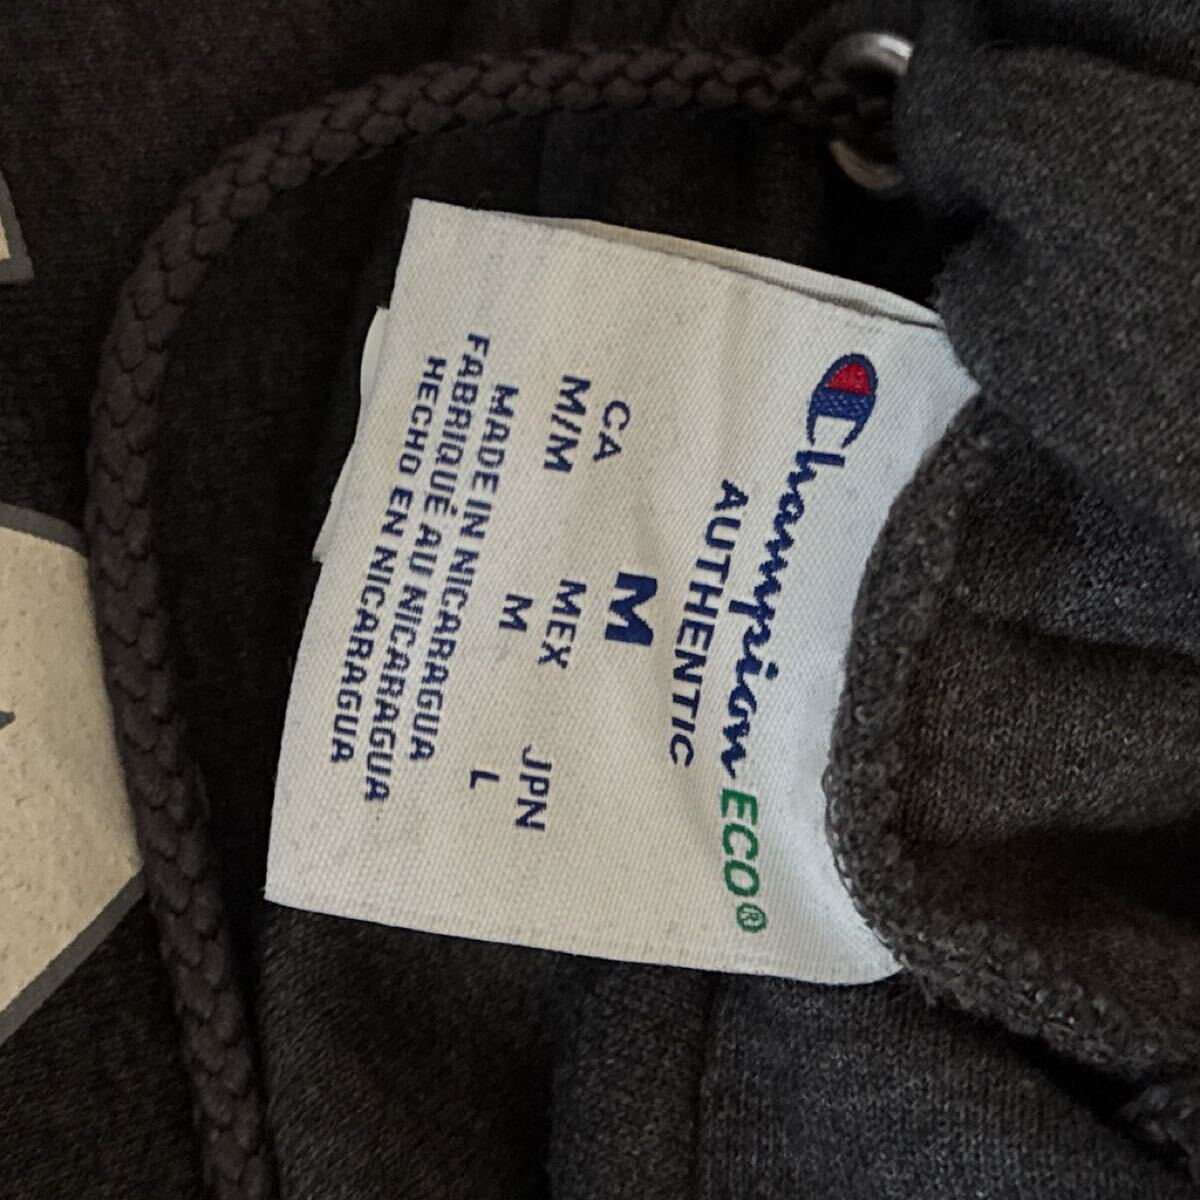 Champion ECO®
AUTHENTIC
M
CA MEX JPN
M/M M L
MADE IN NICARAGUA
FABRIQUÉ AU NICARAGUA
HECHO EN NICARAGUA